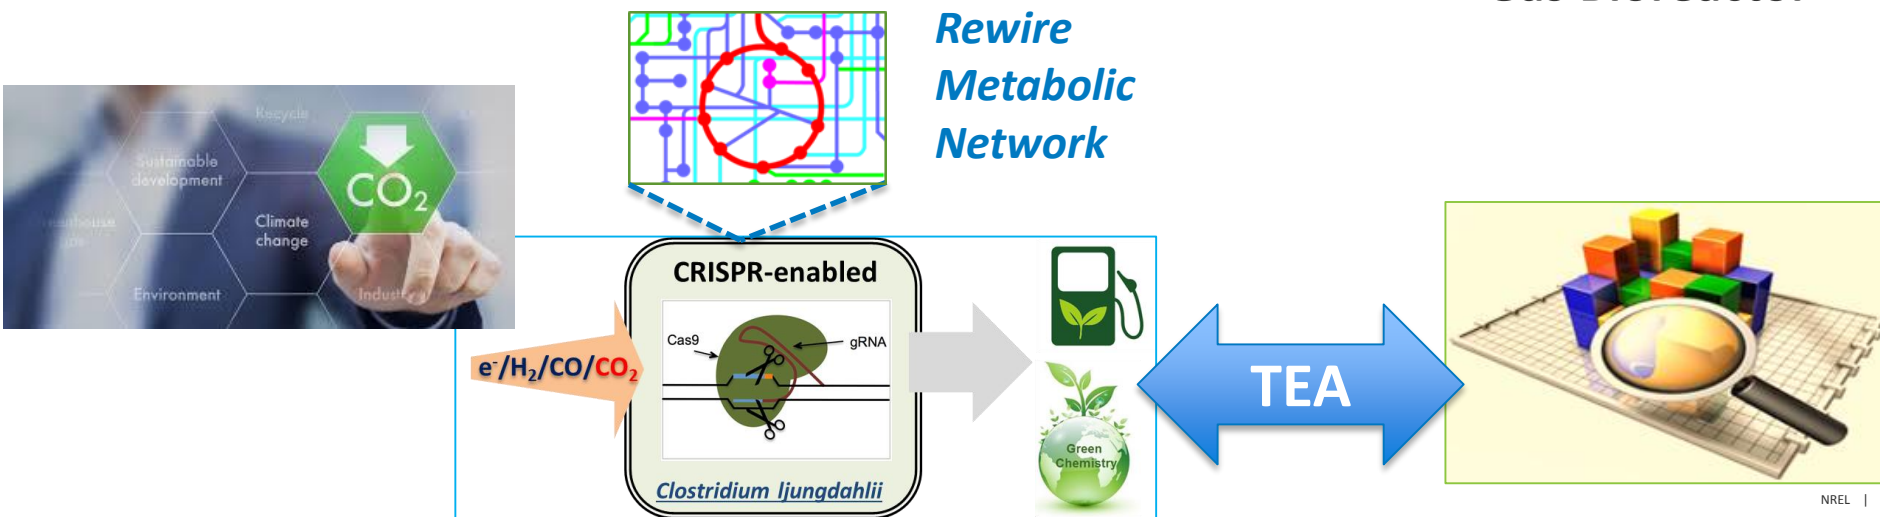 Rewire
Metabolic
Network
Recycle
Sustainable
development
CO₂
Climate
change
Environment
Industry
CRISPR-enabled
Cas9
gRNA
e⁻/H₂/CO/CO₂
Clostridium ljungdahlii
Green
Chemistry
TEA
NREL |